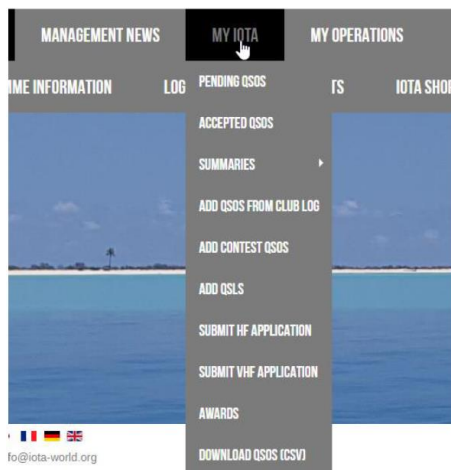 MANAGEMENT NEWS MY IOTA MY OPERATIONS
MME INFORMATION LOG TS IOTA SHOP
PENDING QSOS
ACCEPTED QSOS
SUMMARIES
ADD QSOS FROM CLUB LOG
ADD CONTEST QSOS
ADD QSLS
SUBMIT HF APPLICATION
SUBMIT VHF APPLICATION
AWARDS
DOWNLOAD QSOS (CSV)
fo@iota-world.org